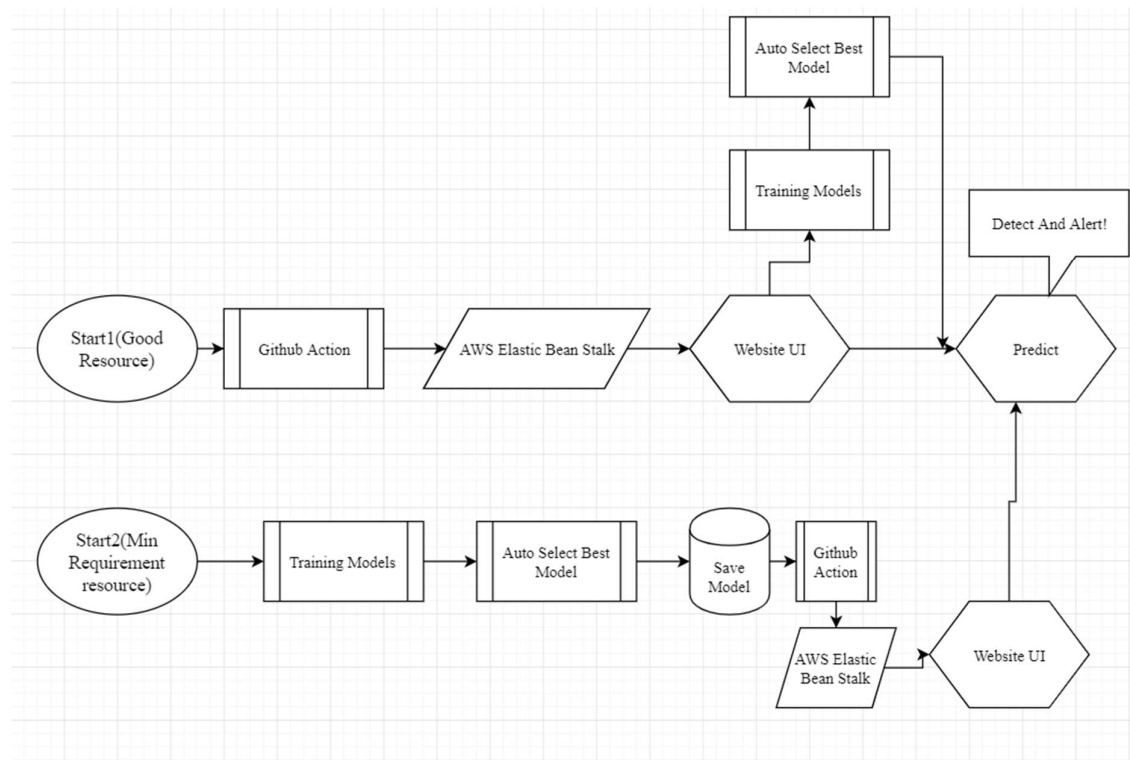 Auto Select Best
Model
Training Models
Detect And Alert!
Start1(Good
Resource)
Github Action
AWS Elastic Bean Stalk
Website UI
Predict
Start2(Min
Requirement
resource)
Training Models
Auto Select Best
Model
Save
Model
Github
Action
AWS Elastic
Bean Stalk
Website UI